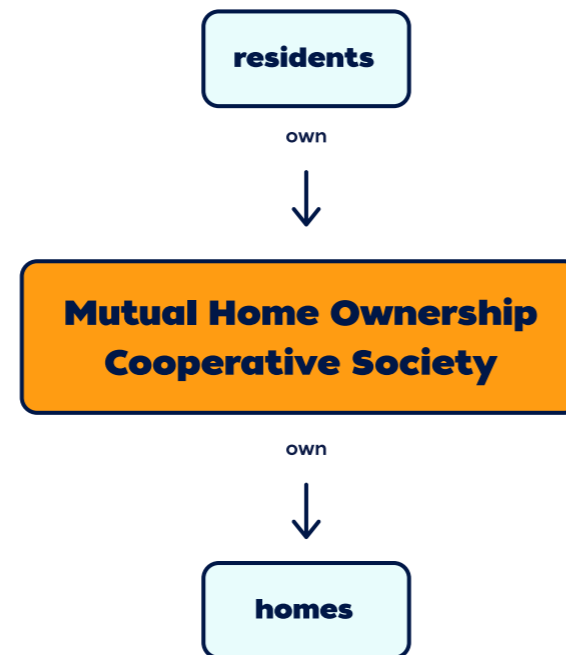 residents
own
Mutual Home Ownership
Cooperative Society
own
homes